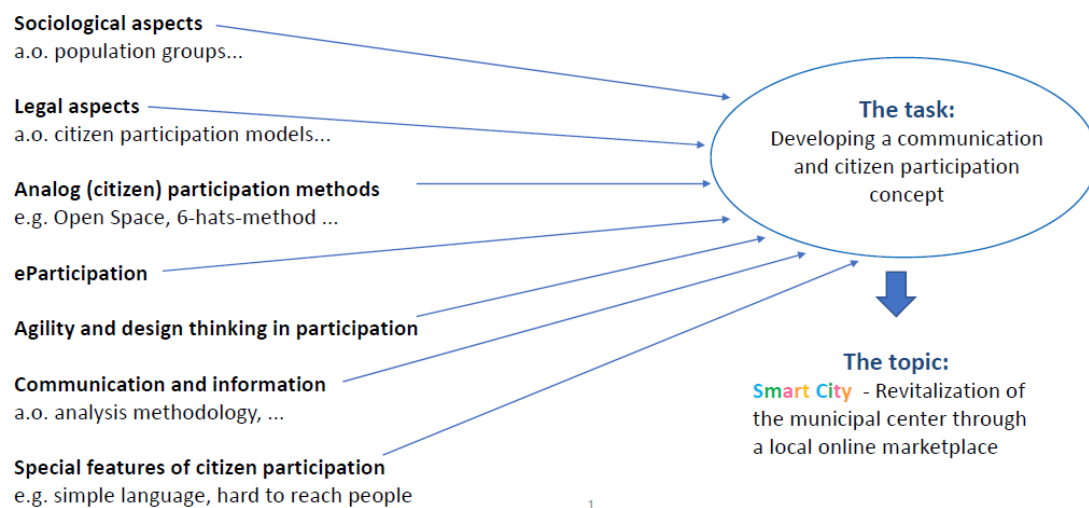 Sociological aspects
a.o. population groups...
Legal aspects
a.o. citizen participation models...
Analog (citizen) participation methods
e.g. Open Space, 6-hats-method ...
eParticipation
Agility and design thinking in participation
Communication and information
a.o. analysis methodology, ...
Special features of citizen participation
e.g. simple language, hard to reach people
The task:
Developing a communication
and citizen participation
concept
The topic:
Smart City - Revitalization of
the municipal center through
a local online marketplace
1